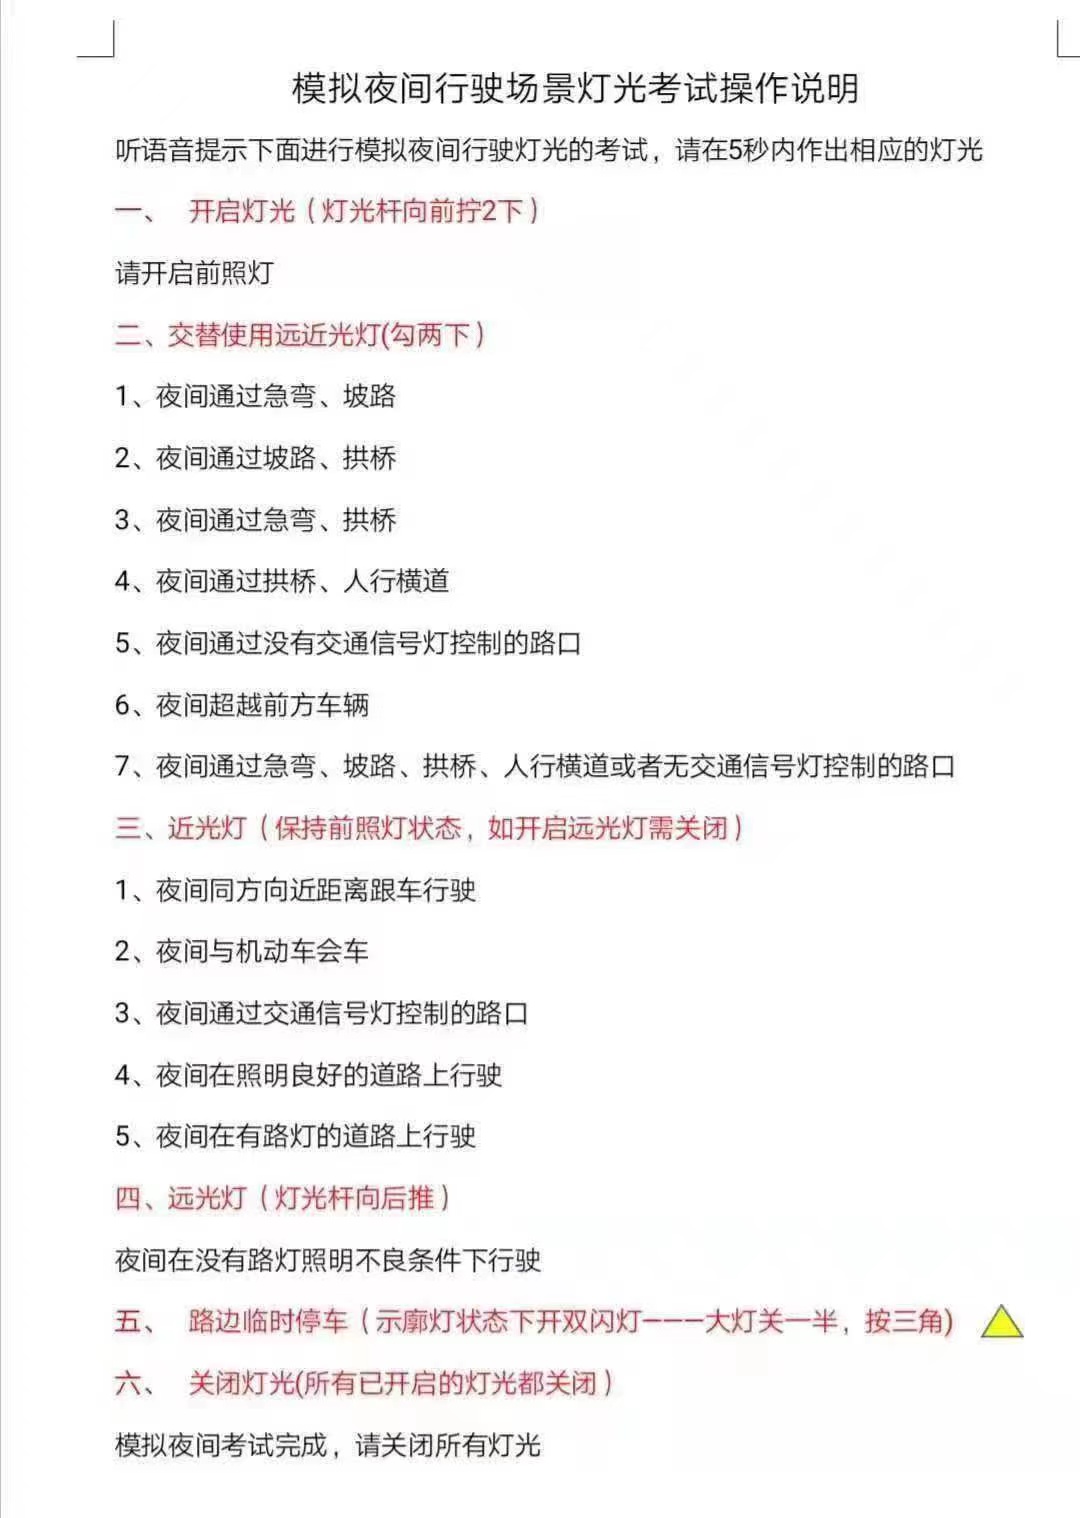 模拟夜间行驶场景灯光考试操作说明
听语音提示下面进行模拟夜间行驶灯光的考试，请在5秒内作出相应的灯光
一、 开启灯光（灯光杆向前拧2下）
请开启前照灯
二、交替使用远近光灯(勾两下）
1、夜间通过急弯、坡路
2、夜间通过坡路、拱桥
3、夜间通过急弯、拱桥
4、夜间通过拱桥、人行横道
5、夜间通过没有交通信号灯控制的路口
6、夜间超越前方车辆
7、夜间通过急弯、坡路、拱桥、人行横道或者无交通信号灯控制的路口
三、近光灯（保持前照灯状态，如开启远光灯需关闭）
1、夜间同方向近距离跟车行驶
2、夜间与机动车会车
3、夜间通过交通信号灯控制的路口
4、夜间在照明良好的道路上行驶
5、夜间在有路灯的道路上行驶
四、远光灯（灯光杆向后推）
夜间在没有路灯照明不良条件下行驶
五、 路边临时停车（示廓灯状态下开双闪灯———大灯关一半，按三角)
六、 关闭灯光(所有已开启的灯光都关闭）
模拟夜间考试完成，请关闭所有灯光